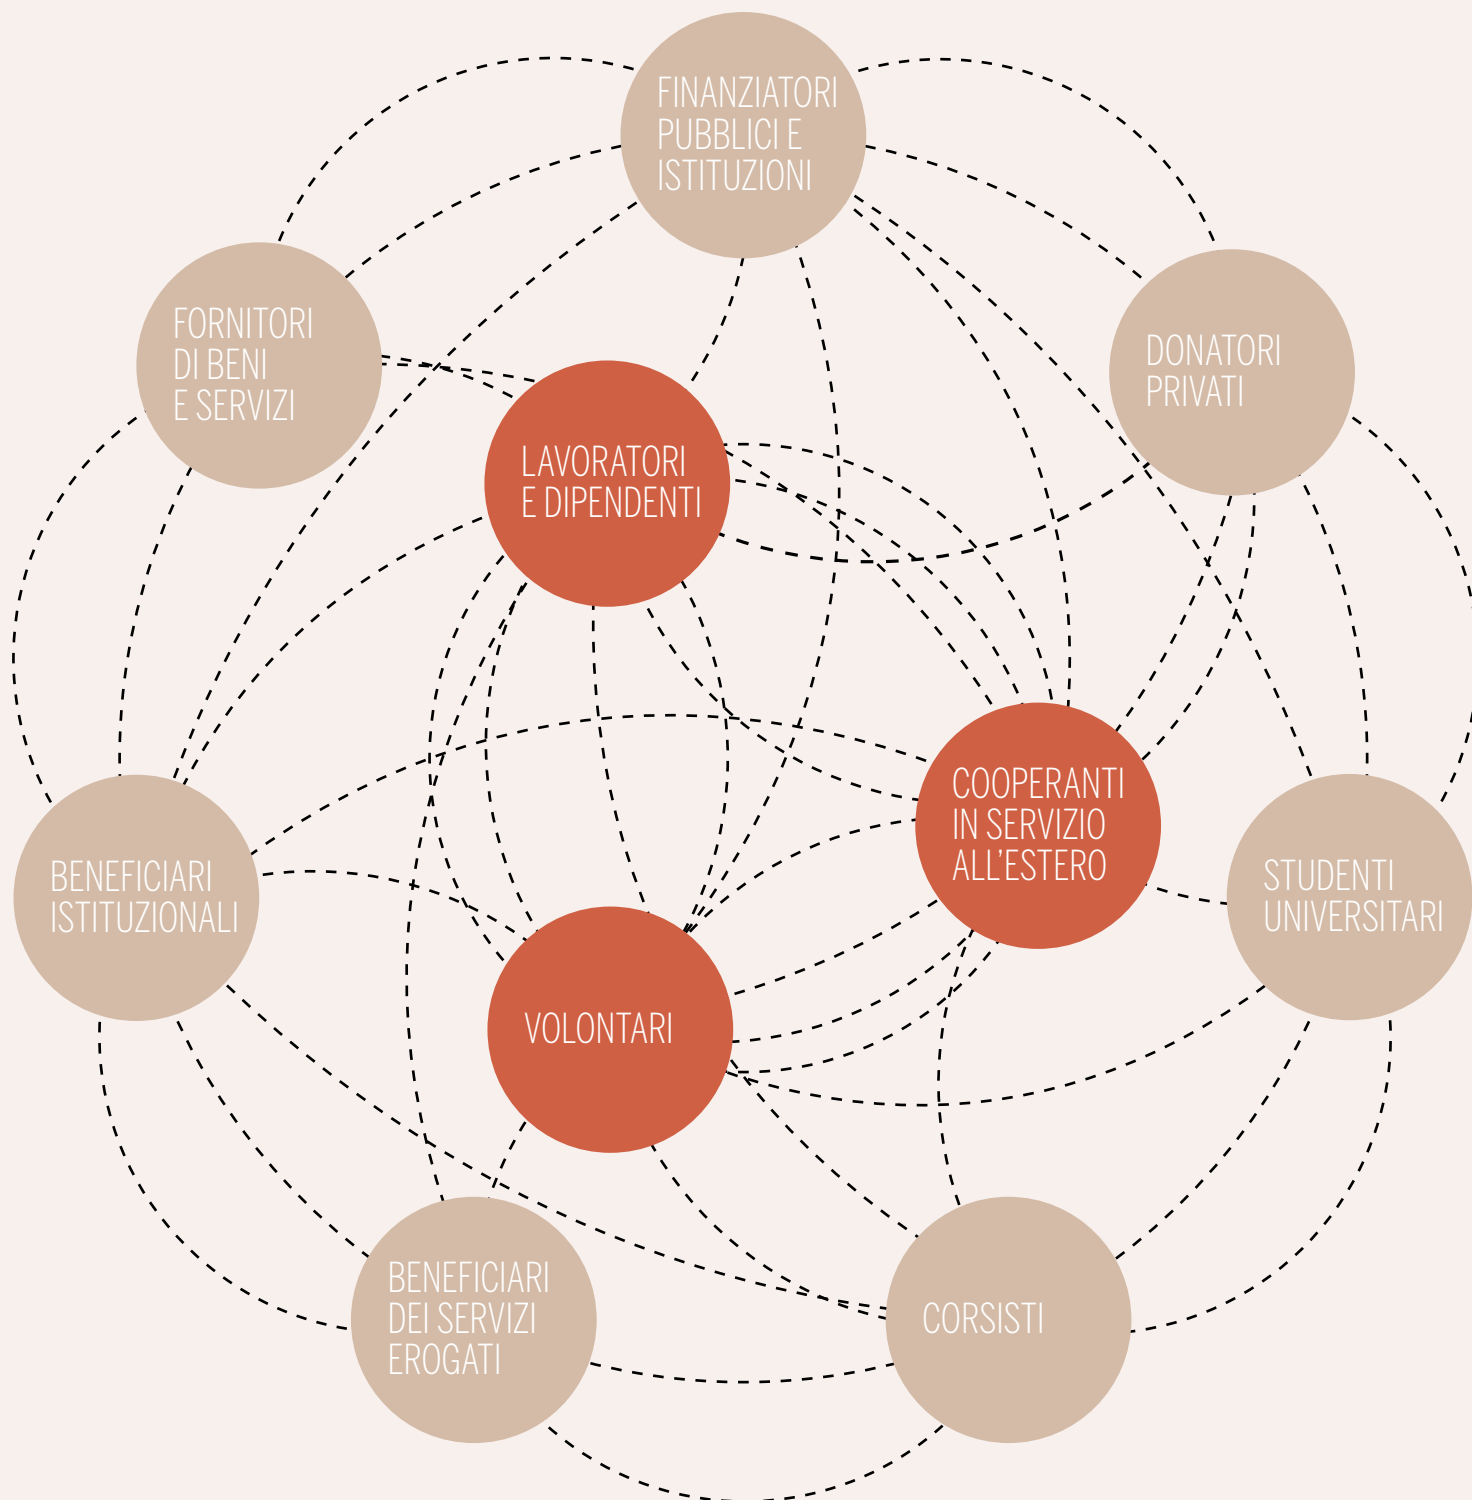 FINANZIATORI
PUBBLICI E
ISTITUZIONI
FORNITORI
DI BENI
E SERVIZI
DONATORI
PRIVATI
LAVORATORI
E DIPENDENTI
COOPERANTI
IN SERVIZIO
ALL'ESTERO
BENEFICIARI
ISTITUZIONALI
STUDENTI
UNIVERSITARI
VOLONTARI
BENEFICIARI
DEI SERVIZI
EROGATI
CORSISTI